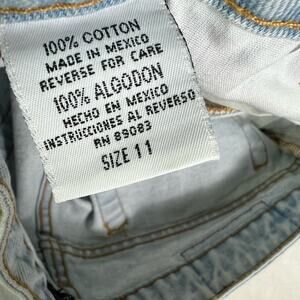 100% COTTON
MADE IN MEXICO
REVERSE FOR CARE
100% ALGODON
HECHO EN MEXICO
INSTRUCCIONES AL REVERSO
RN 89083
SIZE 11